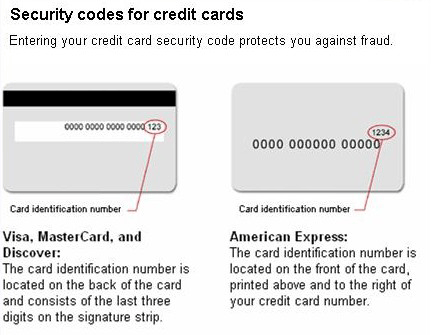 Security codes for credit cards
Entering your credit card security code protects you against fraud.
0000 0000 0000 0000 123
Card identification number
Visa, MasterCard, and
Discover:
The card identification number is
located on the back of the card
and consists of the last three
digits on the signature strip.
1234
0000 000000 00000
Card identification number
American Express:
The card identification number is
located on the front of the card,
printed above and to the right of
your credit card number.